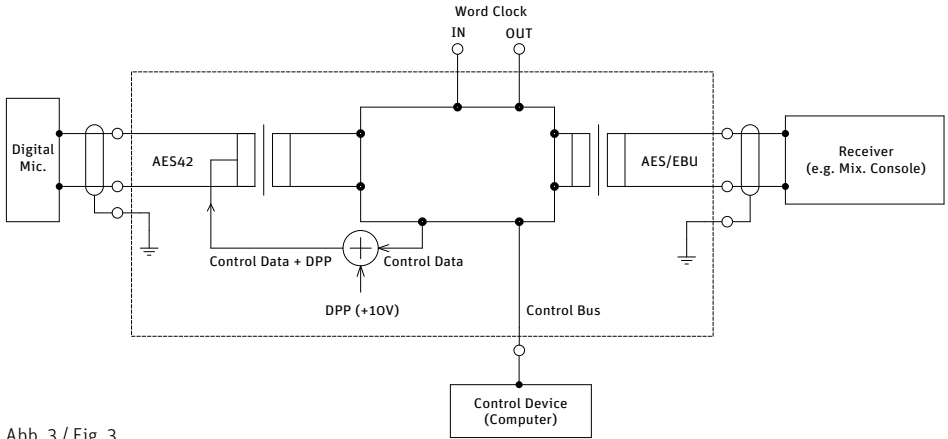 Word Clock
IN
OUT
Digital
Mic.
AES42
AES/EBU
Receiver
(e.g. Mix. Console)
Control Data + DPP
Control Data
DPP (+10V)
Control Bus
Control Device
(Computer)
Abb. 3 / Fig. 3